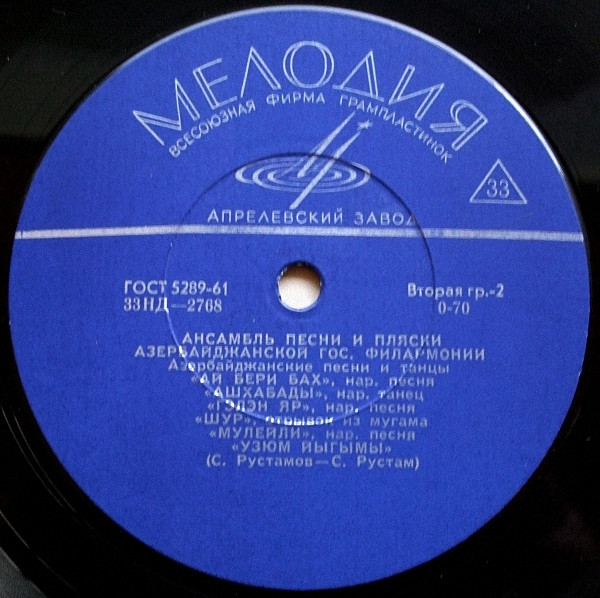 МЕЛОДИЯ
ВСЕСОЮЗНАЯ ФИРМА ГРАМПЛАСТИНОК
33
АПРЕЛЕВСКИЙ ЗАВОД
ГОСТ 5289-61
Вторая гр.-2
33НД—2768
0-70
АНСАМБЛЬ ПЕСНИ И ПЛЯСКИ
АЗЕРБАЙДЖАНСКОЙ ГОС. ФИЛАРМОНИИ
Азербайджанские песни и танцы
«АЙ БЕРИ БАХ», нар. песня
«АШХАБАДЫ», нар. танец
«ГЭЛЭН ЯР», нар. песня
«ШУР», отрывок из мугама
«МУЛЕЙЛИ», нар. песня
«УЗЮМ ЙЫГЫМЫ»
(С. Рустамов—С. Рустам)